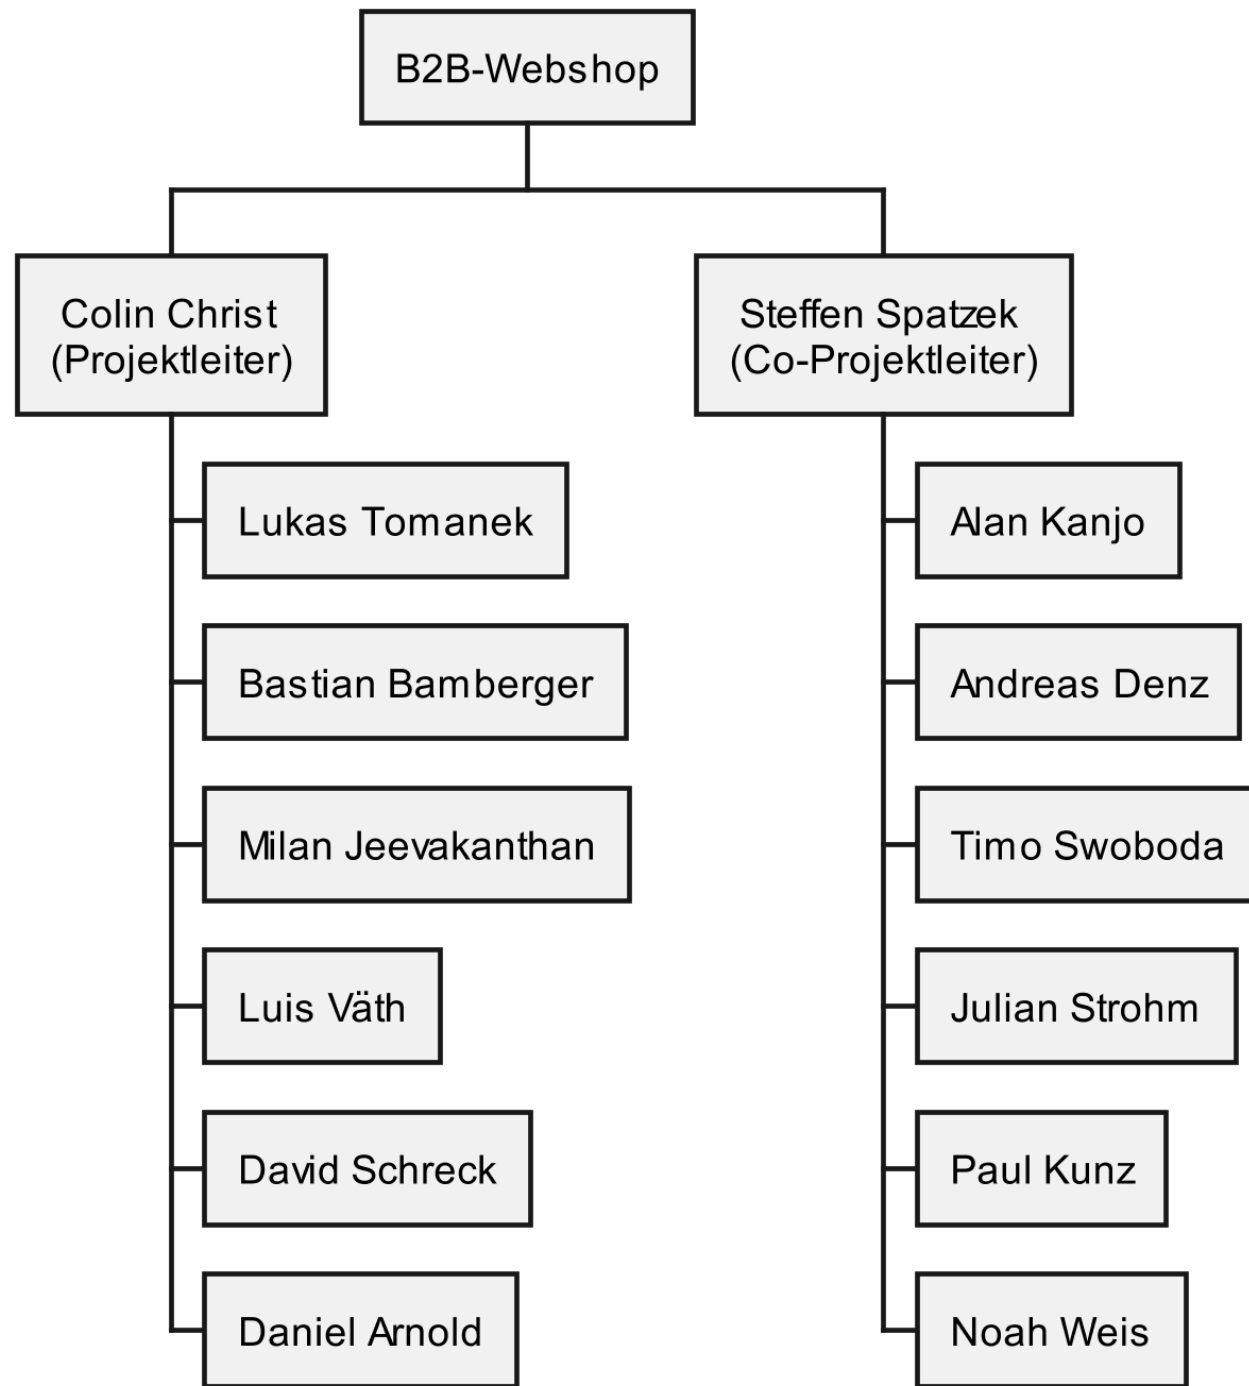 B2B-Webshop
Colin Christ
(Projektleiter)
Steffen Spatzek
(Co-Projektleiter)
Lukas Tomanek
Bastian Bamberger
Milan Jeevakanthan
Luis Väth
David Schreck
Daniel Arnold
Alan Kanjo
Andreas Denz
Timo Swoboda
Julian Strohm
Paul Kunz
Noah Weis